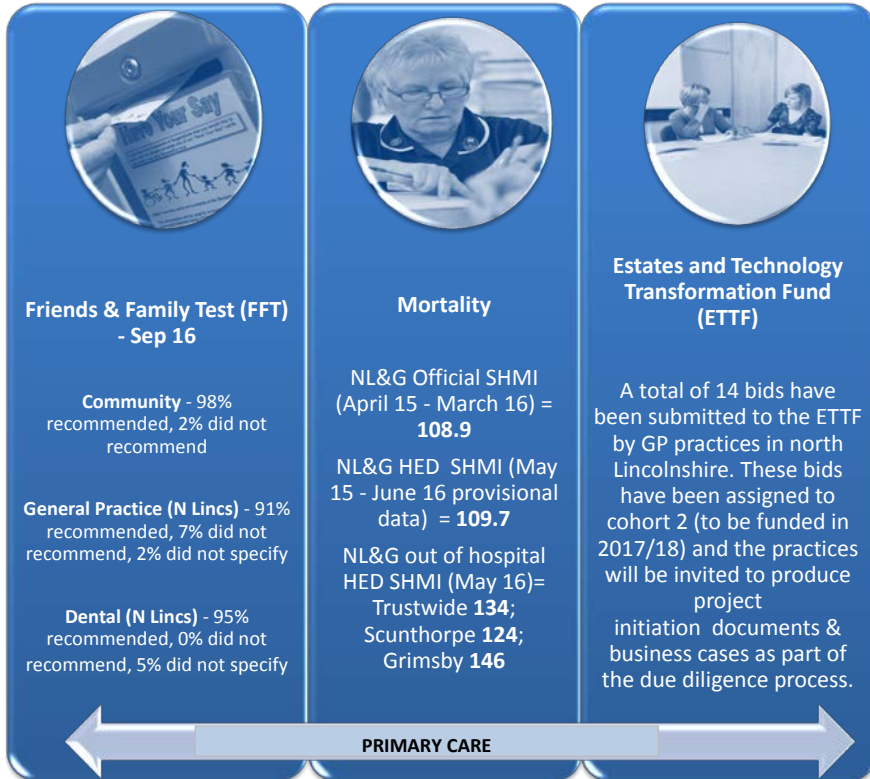 Have Your Say
Friends & Family Test (FFT)
- Sep 16
Community - 98%
recommended, 2% did not
recommend
General Practice (N Lincs) - 91%
recommended, 7% did not
recommend, 2% did not specify
Dental (N Lincs) - 95%
recommended, 0% did not
recommend, 5% did not specify
Mortality
NL&G Official SHMI
(April 15 - March 16) =
108.9
NL&G HED  SHMI (May
15 - June 16 provisional
data)  = 109.7
NL&G out of hospital
HED SHMI (May 16)=
Trustwide 134;
Scunthorpe 124;
Grimsby 146
Estates and Technology
Transformation Fund
(ETTF)
A total of 14 bids have
been submitted to the ETTF
by GP practices in north
Lincolnshire. These bids
have been assigned to
cohort 2 (to be funded in
2017/18) and the practices
will be invited to produce
project
initiation  documents &
business cases as part of
the due diligence process.
PRIMARY CARE